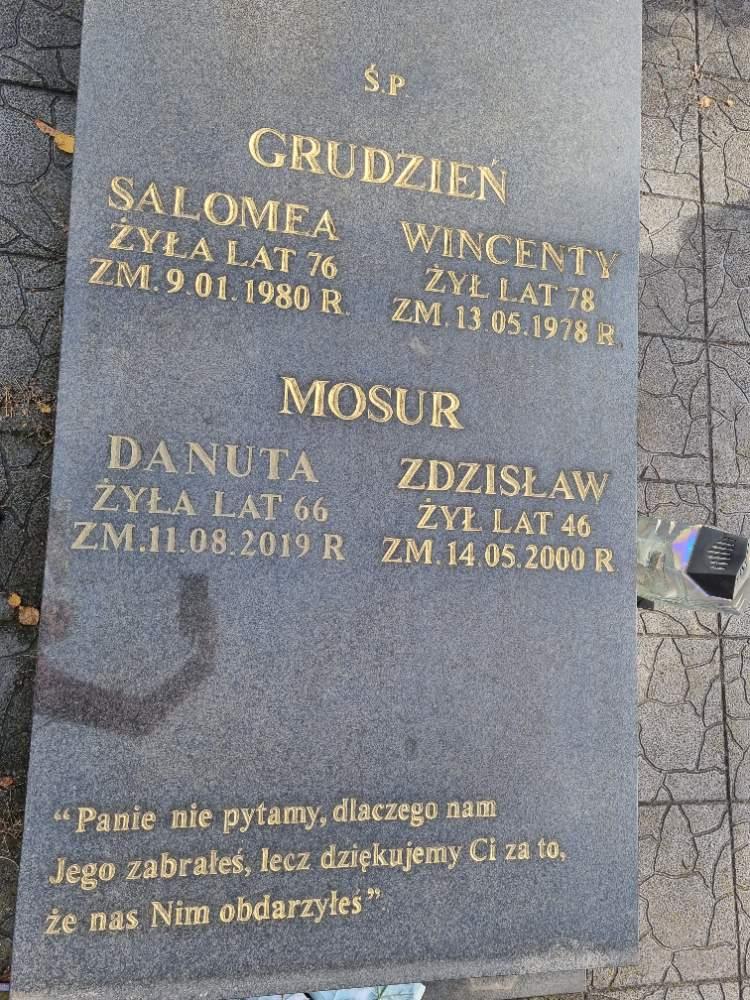 Ś.P.
GRUDZIEŃ
SALOMEA
ŻYŁA LAT 76
ZM. 9.01.1980 R.
WINCENTY
ŻYŁ LAT 78
ZM. 13.05.1978 R.
MOSUR
DANUTA
ŻYŁA LAT 66
ZM. 11.08.2019 R
ZDZISŁAW
ŻYŁ LAT 46
ZM. 14.05.2000 R
“Panie nie pytamy, dlaczego nam
Jego zabrałeś, lecz dziękujemy Ci za to,
że nas Nim obdarzyłeś”